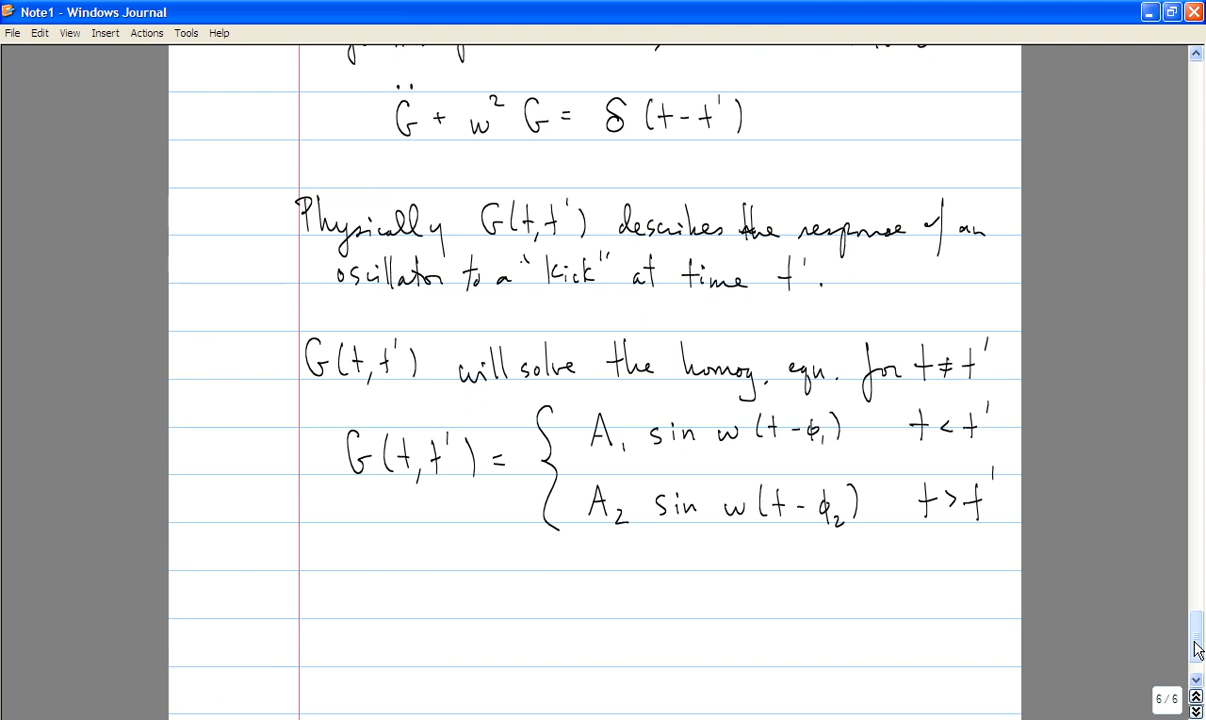 Note1 - Windows Journal
File Edit View Insert Actions Tools Help
G̈ + w² G = δ (t - t')
Physically G(t,t') describes the response of an
oscillator to a "kick" at time t'.
G(t,t') will solve the homog. eqn. for t ≠ t'
G(t,t') = { A₁ sin w (t - φ₁) t < t'
A₂ sin w (t - φ₂) t > t'
6 / 6